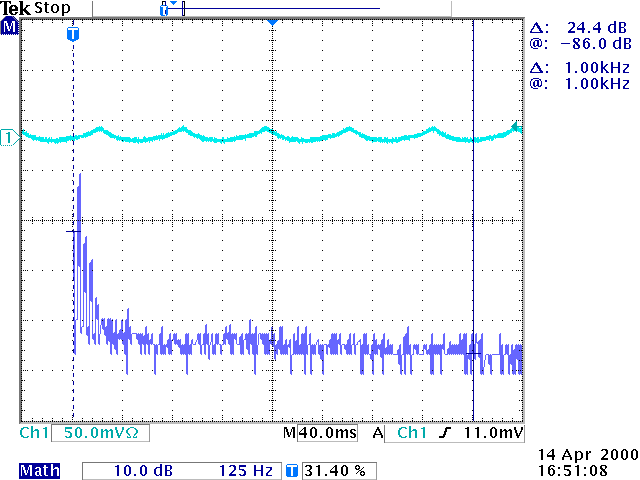 Tek Stop
M T
Δ: 24.4 dB
@: −86.0 dB
Δ: 1.00kHz
@: 1.00kHz
1
Ch1 50.0mVΩ M 40.0ms A Ch1 11.0mV
Math 10.0 dB 125 Hz T 31.40 %
14 Apr 2000
16:51:08